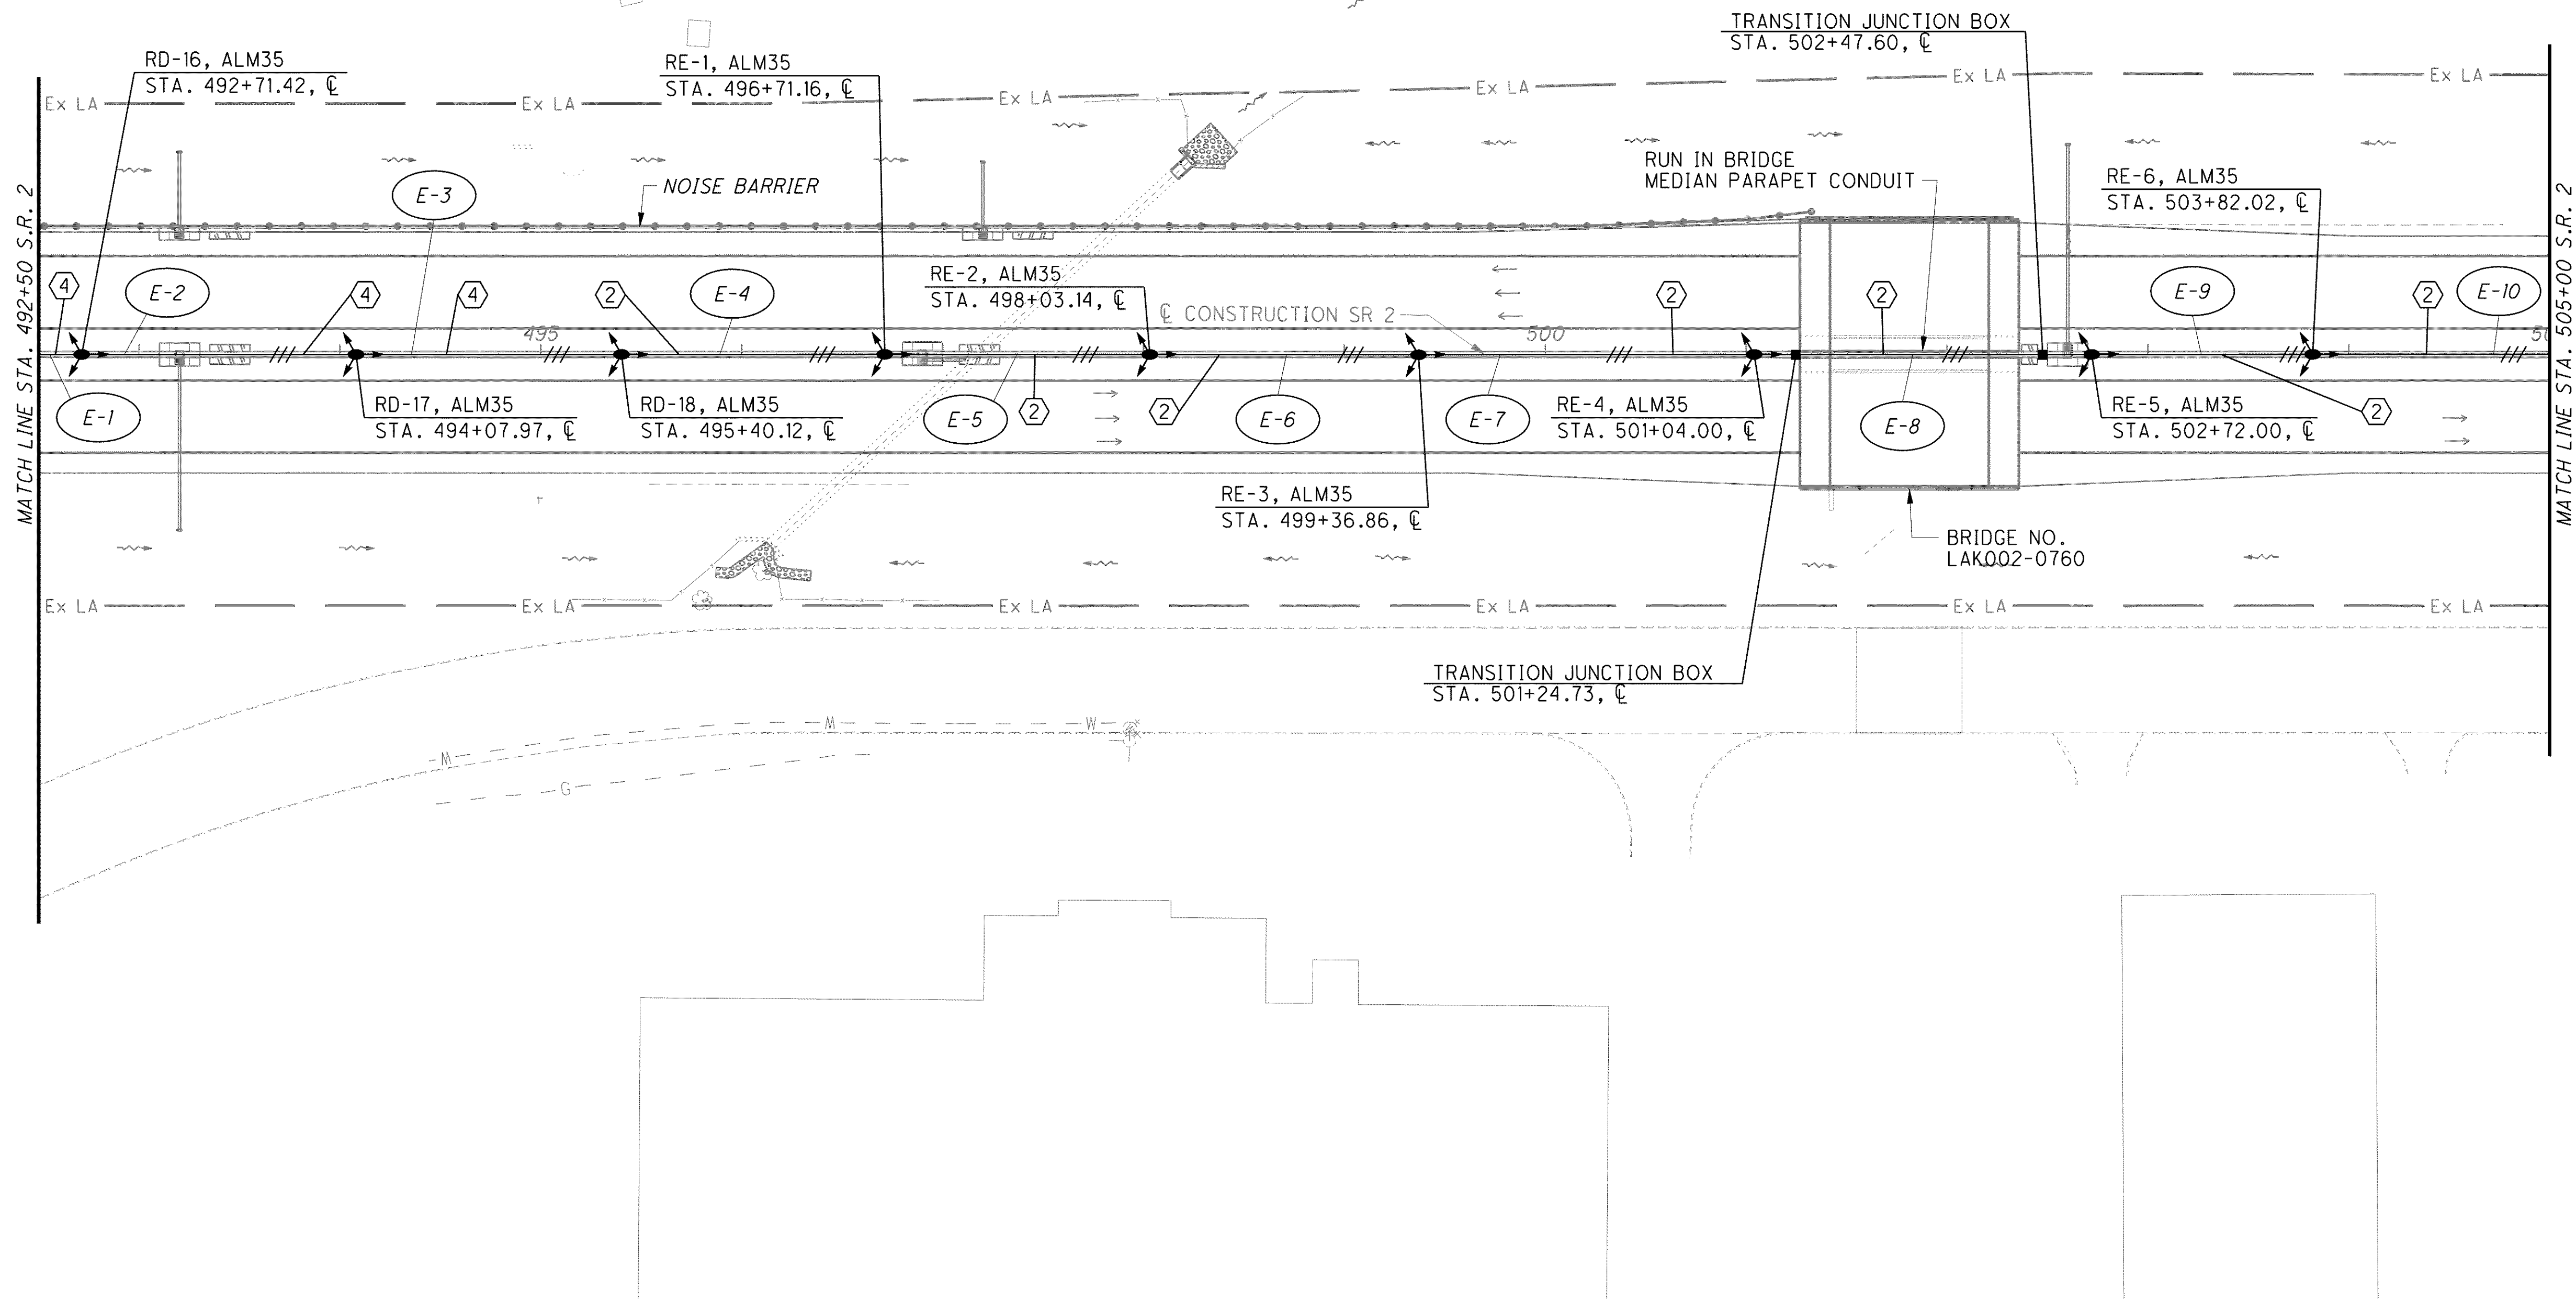 TRANSITION JUNCTION BOX
STA. 502+47.60, ℄
RD-16, ALM35
STA. 492+71.42, ℄
RE-1, ALM35
STA. 496+71.16, ℄
Ex LA
Ex LA
Ex LA
Ex LA
Ex LA
Ex LA
RUN IN BRIDGE
MEDIAN PARAPET CONDUIT
NOISE BARRIER
RE-6, ALM35
STA. 503+82.02, ℄
MATCH LINE STA. 492+50 S.R. 2
MATCH LINE STA. 505+00 S.R. 2
E-3
RE-2, ALM35
STA. 498+03.14, ℄
℄ CONSTRUCTION SR 2
4
E-2
4
4
2
E-4
2
2
E-9
2
E-10
495
500
50
E-1
RD-17, ALM35
STA. 494+07.97, ℄
RD-18, ALM35
STA. 495+40.12, ℄
E-5
2
2
E-6
E-7
RE-4, ALM35
STA. 501+04.00, ℄
E-8
RE-5, ALM35
STA. 502+72.00, ℄
2
RE-3, ALM35
STA. 499+36.86, ℄
BRIDGE NO.
LAK002-0760
Ex LA
Ex LA
Ex LA
Ex LA
Ex LA
Ex LA
TRANSITION JUNCTION BOX
STA. 501+24.73, ℄
M
M
W
G